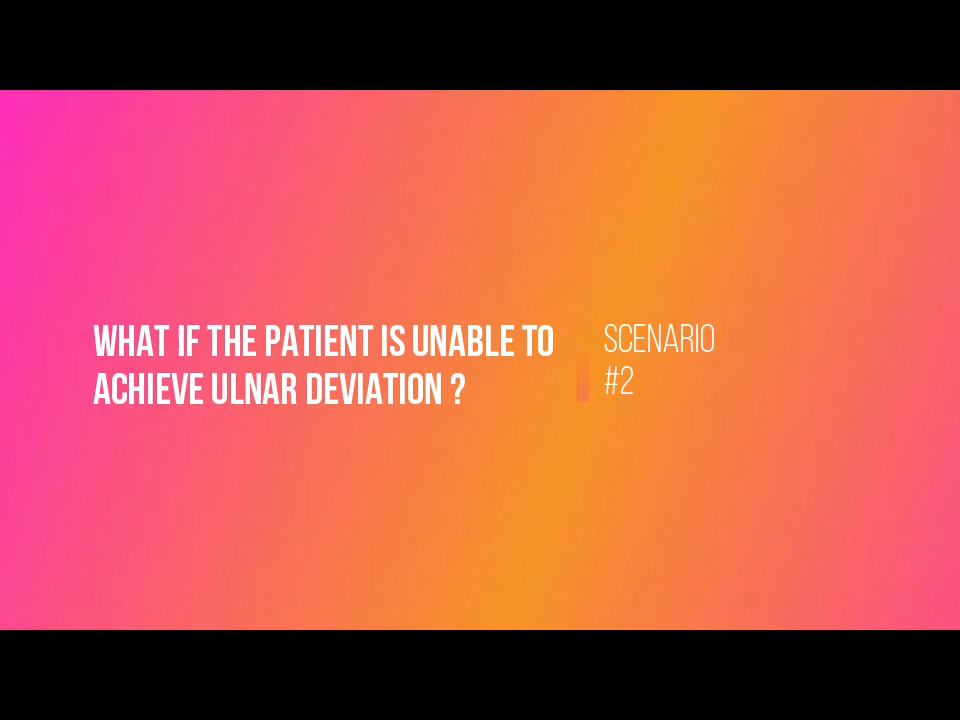 WHAT IF THE PATIENT IS UNABLE TO
ACHIEVE ULNAR DEVIATION ?
SCENARIO
#2